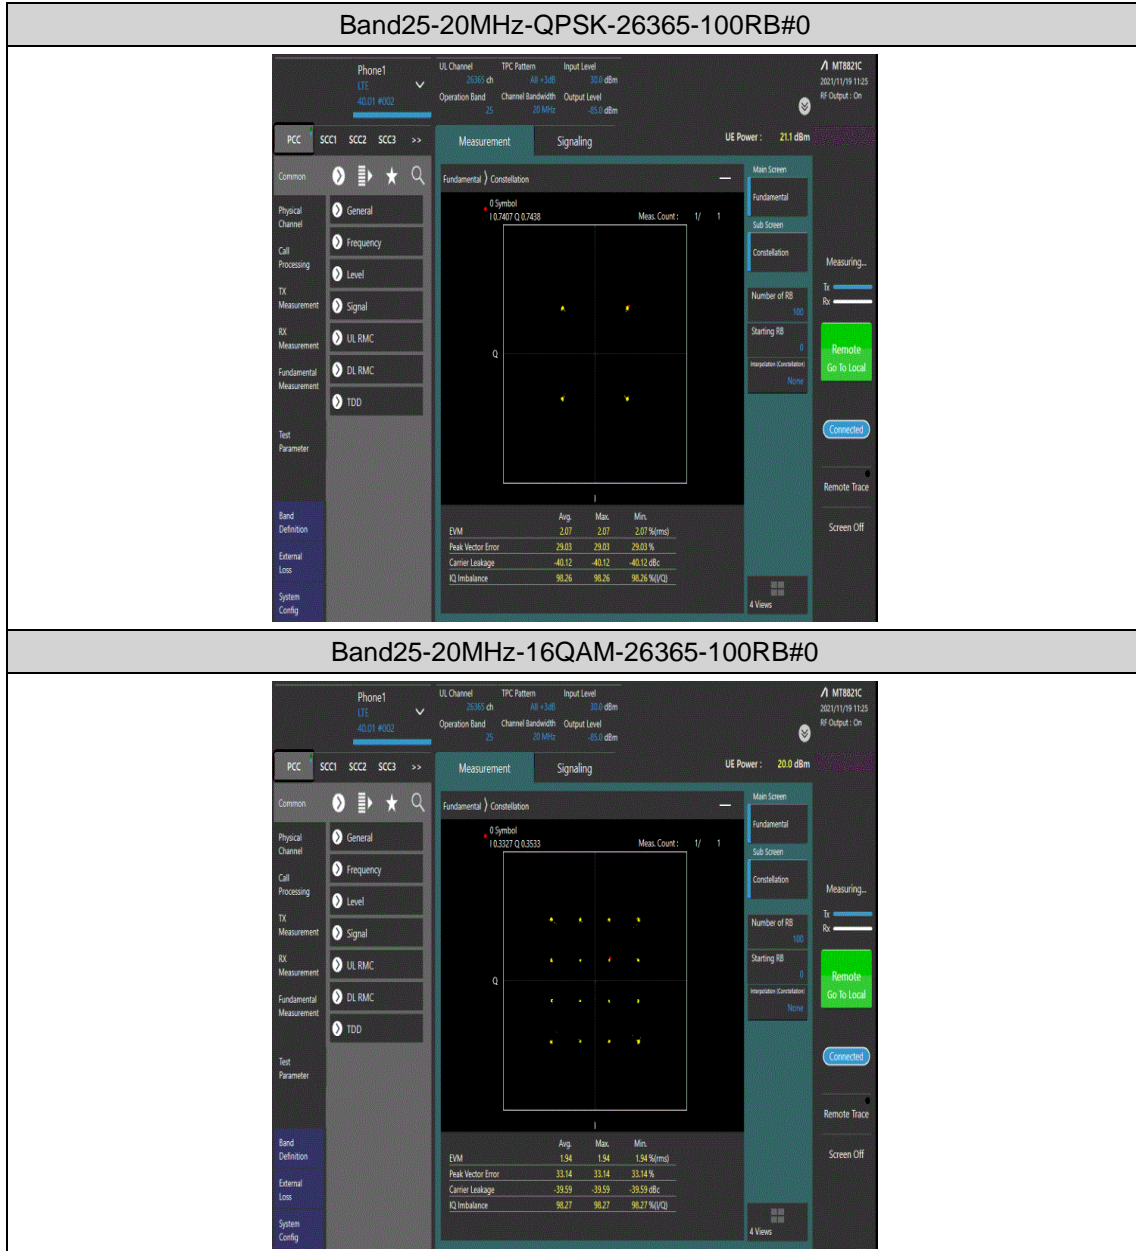 Band25-20MHz-QPSK-26365-100RB#0
Phone1
LTE
40.01 #002
UL Channel TPC Pattern Input Level
26365 ch All +3dB 30.0 dBm
Operation Band Channel Bandwidth Output Level
25 20 MHz -85.0 dBm
MT8821C
2021/11/19 11:25
RF Output : On
PCC SCC1 SCC2 SCC3 >>
Measurement Signaling
UE Power : 21.1 dBm
Common
Physical Channel
Call Processing
TX Measurement
RX Measurement
Fundamental Measurement
Test Parameter
Band Definition
External Loss
System Config
General
Frequency
Level
Signal
UL RMC
DL RMC
TDD
Fundamental Constellation
0 Symbol
I 0.7407 Q 0.7438 Meas. Count : 1/ 1
Q
I
Avg. Max. Min.
EVM 2.07 2.07 2.07 %(rms)
Peak Vector Error 29.03 29.03 29.03 %
Carrier Leakage -40.12 -40.12 -40.12 dBc
IQ Imbalance 98.26 98.26 98.26 %(I/Q)
Main Screen
Fundamental
Sub Screen
Constellation
Number of RB
100
Starting RB
0
Interpolation (Constellation)
None
4 Views
Measuring...
Tx
Rx
Remote
Go To Local
Connected
Remote Trace
Screen Off
Band25-20MHz-16QAM-26365-100RB#0
Phone1
LTE
40.01 #002
UL Channel TPC Pattern Input Level
26365 ch All +3dB 30.0 dBm
Operation Band Channel Bandwidth Output Level
25 20 MHz -85.0 dBm
MT8821C
2021/11/19 11:25
RF Output : On
PCC SCC1 SCC2 SCC3 >>
Measurement Signaling
UE Power : 20.0 dBm
Common
Physical Channel
Call Processing
TX Measurement
RX Measurement
Fundamental Measurement
Test Parameter
Band Definition
External Loss
System Config
General
Frequency
Level
Signal
UL RMC
DL RMC
TDD
Fundamental Constellation
0 Symbol
I 0.3327 Q 0.3533 Meas. Count : 1/ 1
Q
I
Avg. Max. Min.
EVM 1.94 1.94 1.94 %(rms)
Peak Vector Error 33.14 33.14 33.14 %
Carrier Leakage -39.59 -39.59 -39.59 dBc
IQ Imbalance 98.27 98.27 98.27 %(I/Q)
Main Screen
Fundamental
Sub Screen
Constellation
Number of RB
100
Starting RB
0
Interpolation (Constellation)
None
4 Views
Measuring...
Tx
Rx
Remote
Go To Local
Connected
Remote Trace
Screen Off